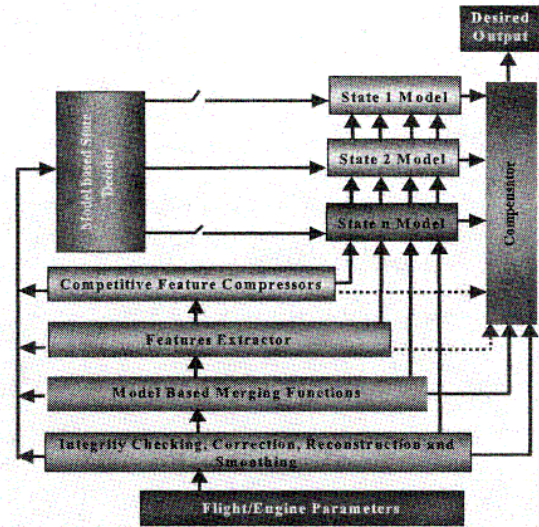 Desired
Output
State 1 Model
State 2 Model
State n Model
Model based State
Decider
Compensitor
Competitive Feature Compressors
Features Extractor
Model Based Merging Functions
Integrity Checking, Correction, Reconstruction and
Smoothing
Flight/Engine Parameters